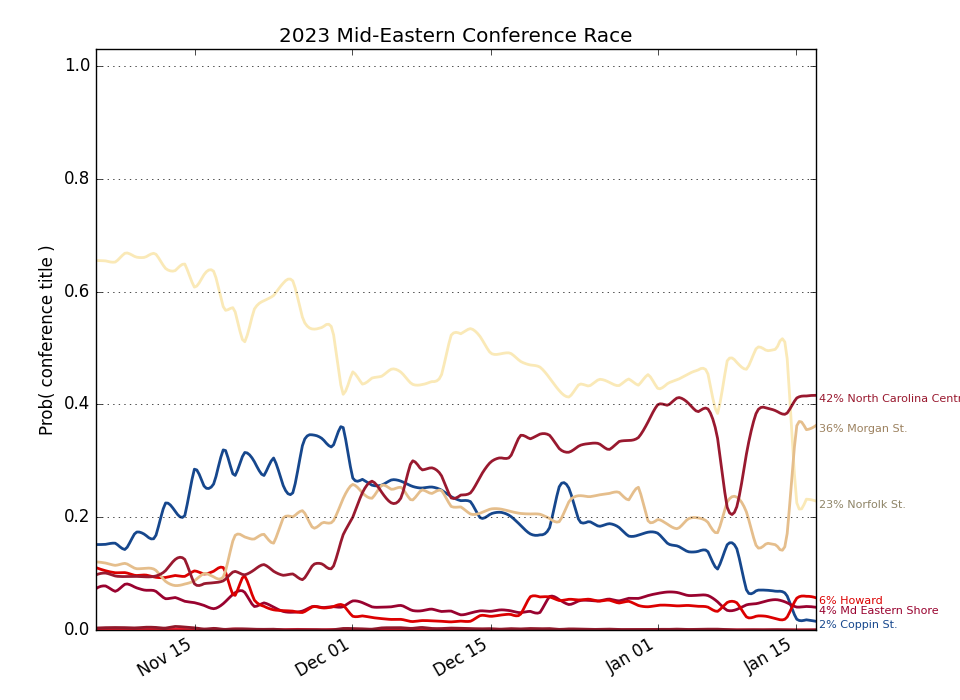 2023 Mid-Eastern Conference Race
Prob( conference title )
1.0
0.8
0.6
0.4
0.2
0.0
Nov 15
Dec 01
Dec 15
Jan 01
Jan 15
42% North Carolina Centr
36% Morgan St.
23% Norfolk St.
6% Howard
4% Md Eastern Shore
2% Coppin St.